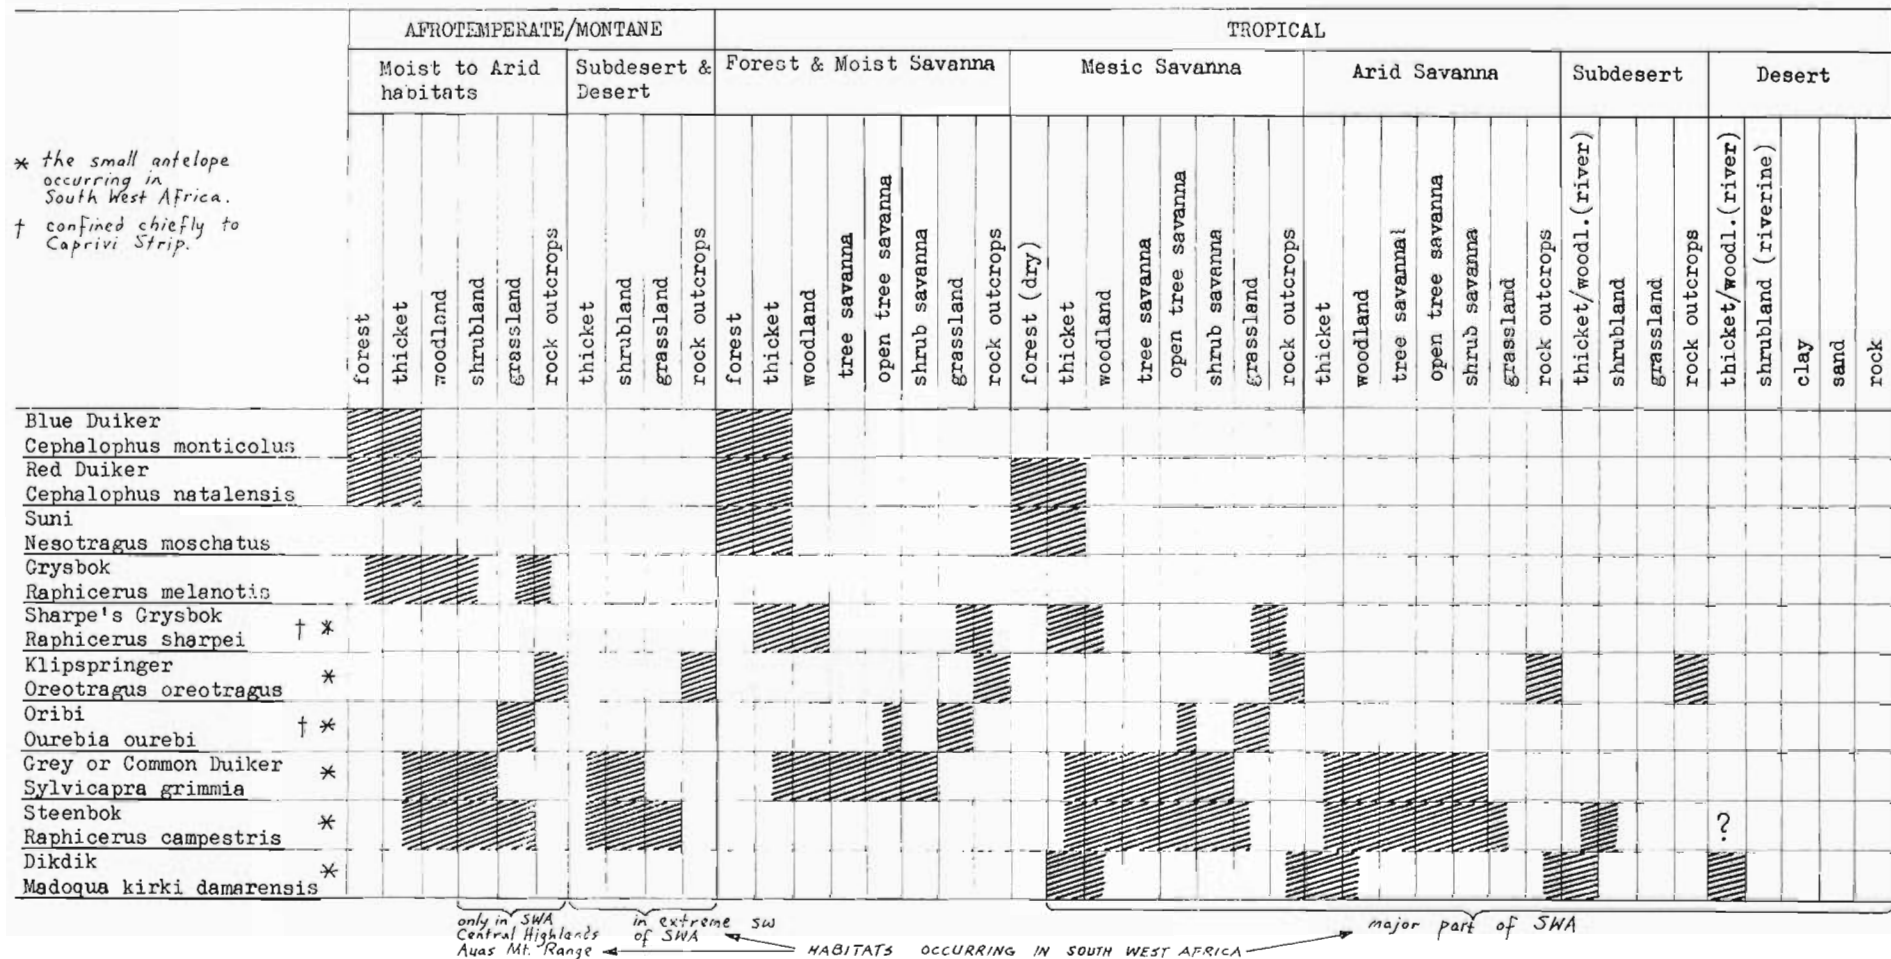 AFROTEMPERATE/MONTANE
TROPICAL
Moist to Arid
habitats
Subdesert &
Desert
Forest & Moist Savanna
Mesic Savanna
Arid Savanna
Subdesert
Desert
* the small antelope
occurring in
South West Africa.
† confined chiefly to
Caprivi Strip.
forest
thicket
woodland
shrubland
grassland
rock outcrops
thicket
shrubland
grassland
rock outcrops
forest
thicket
woodland
tree savanna
open tree savanna
shrub savanna
grassland
rock outcrops
forest (dry)
thicket
woodland
tree savanna
open tree savanna
shrub savanna
grassland
rock outcrops
thicket
woodland
tree savanna
open tree savanna
shrub savanna
grassland
rock outcrops
thicket/woodl.(river)
shrubland
grassland
rock outcrops
thicket/woodl.(river)
shrubland (riverine)
clay
sand
rock
Blue Duiker
Cephalophus monticolus
Red Duiker
Cephalophus natalensis
Suni
Nesotragus moschatus
Grysbok
Raphicerus melanotis
Sharpe's Grysbok
Raphicerus sharpei † *
Klipspringer
Oreotragus oreotragus *
Oribi
Ourebia ourebi † *
Grey or Common Duiker
Sylvicapra grimmia *
Steenbok
Raphicerus campestris * ?
Dikdik
Madoqua kirki damarensis *
only in SWA
Central Highlands
Auas Mt. Range
in extreme SW
of SWA
major part of SWA
HABITATS OCCURRING IN SOUTH WEST AFRICA